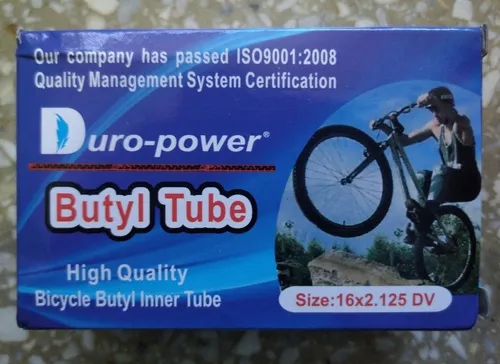 Our company has passed ISO9001:2008
Quality Management System Certification
Duro-power®
Butyl Tube
High Quality
Bicycle Butyl Inner Tube
Size:16x2.125 DV